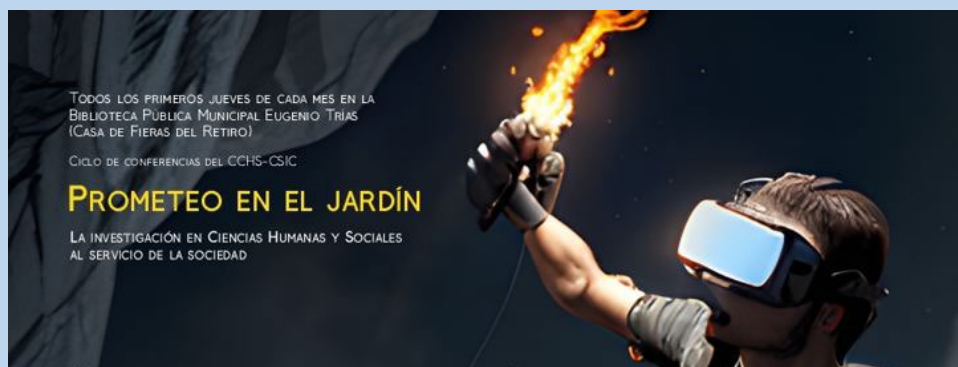 Todos los primeros jueves de cada mes en la
Biblioteca Pública Municipal Eugenio Trías
(Casa de Fieras del Retiro)
Ciclo de conferencias del CCHS-CSIC
Prometeo en el jardín
La investigación en Ciencias Humanas y Sociales
al servicio de la sociedad